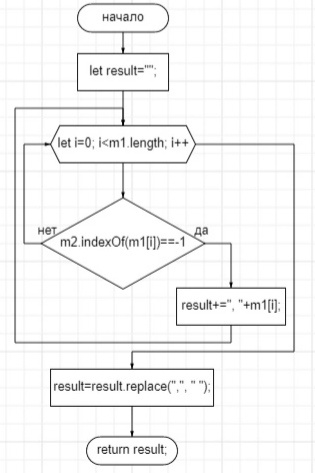 начало
let result="";
let i=0; i<m1.length; i++
нет
да
m2.indexOf(m1[i])==-1
result+=", "+m1[i];
result=result.replace(",", " ");
return result;